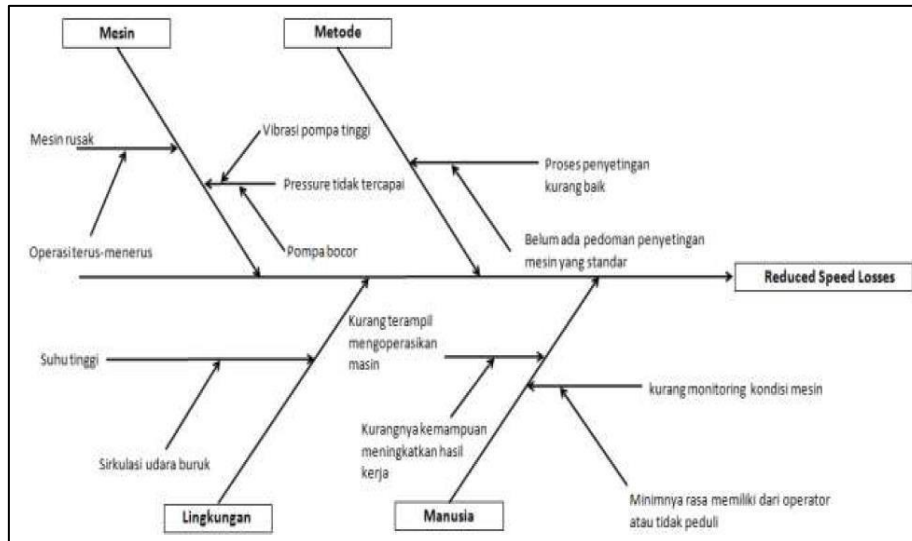 Mesin
Metode
Vibrasi pompa tinggi
Mesin rusak
Proses penyetingan
kurang baik
Pressure tidak tercapai
Operasi terus-menerus
Pompa bocor
Belum ada pedoman penyetingan
mesin yang standar
Reduced Speed Losses
Kurang terampil
mengoperasikan
masin
Suhu tinggi
kurang monitoring kondisi mesin
Kurangnya kemampuan
meningkatkan hasil
kerja
Sirkulasi udara buruk
Minimnya rasa memiliki dari operator
atau tidak peduli
Lingkungan
Manusia